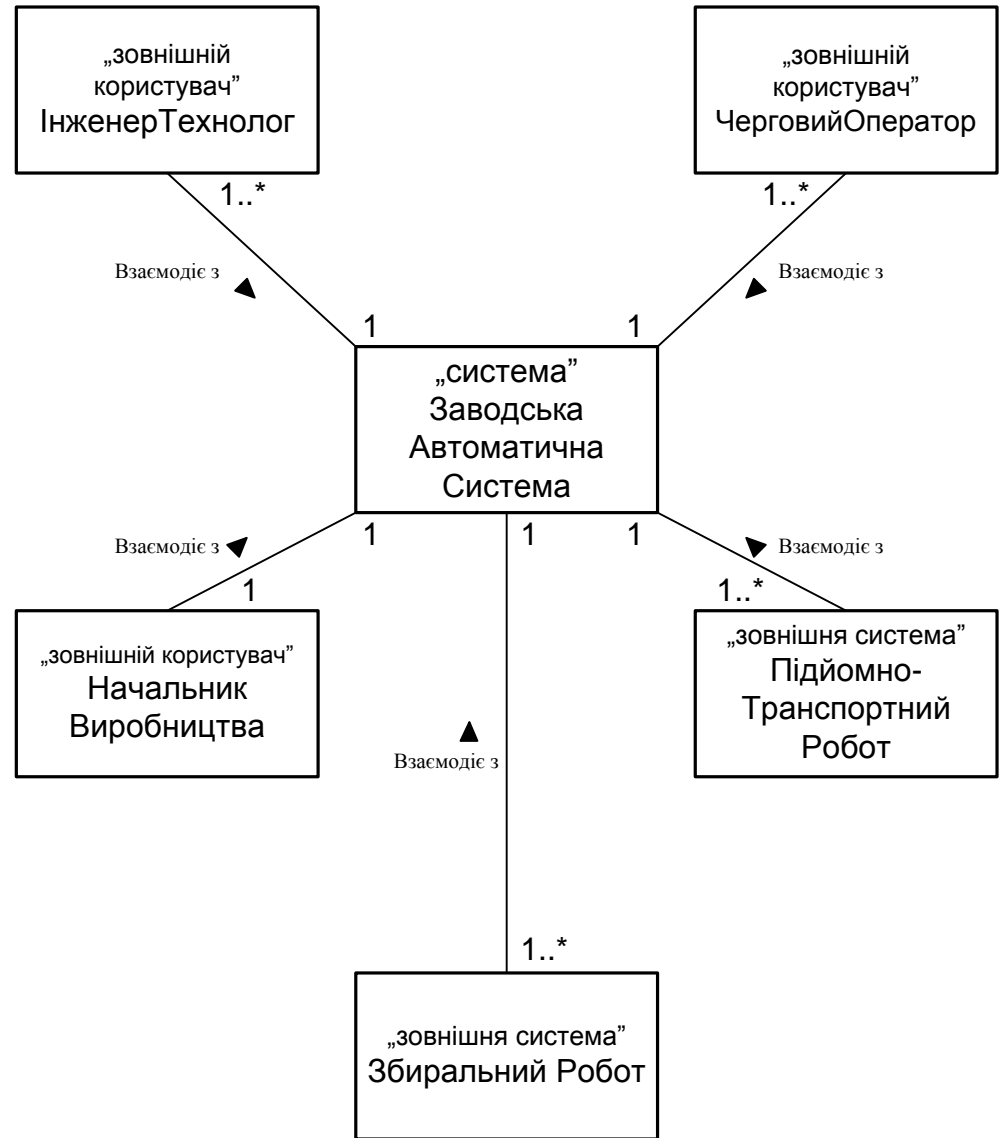 „зовнішній
користувач”
ІнженерТехнолог
„зовнішній
користувач”
ЧерговийОператор
1..*
1..*
Взаємодіє з
Взаємодіє з
1
1
„система”
Заводська
Автоматична
Система
1
1
1
Взаємодіє з
Взаємодіє з
1
1..*
„зовнішній користувач”
Начальник
Виробництва
„зовнішня система”
Підйомно-
Транспортний
Робот
Взаємодіє з
1..*
„зовнішня система”
Збиральний Робот